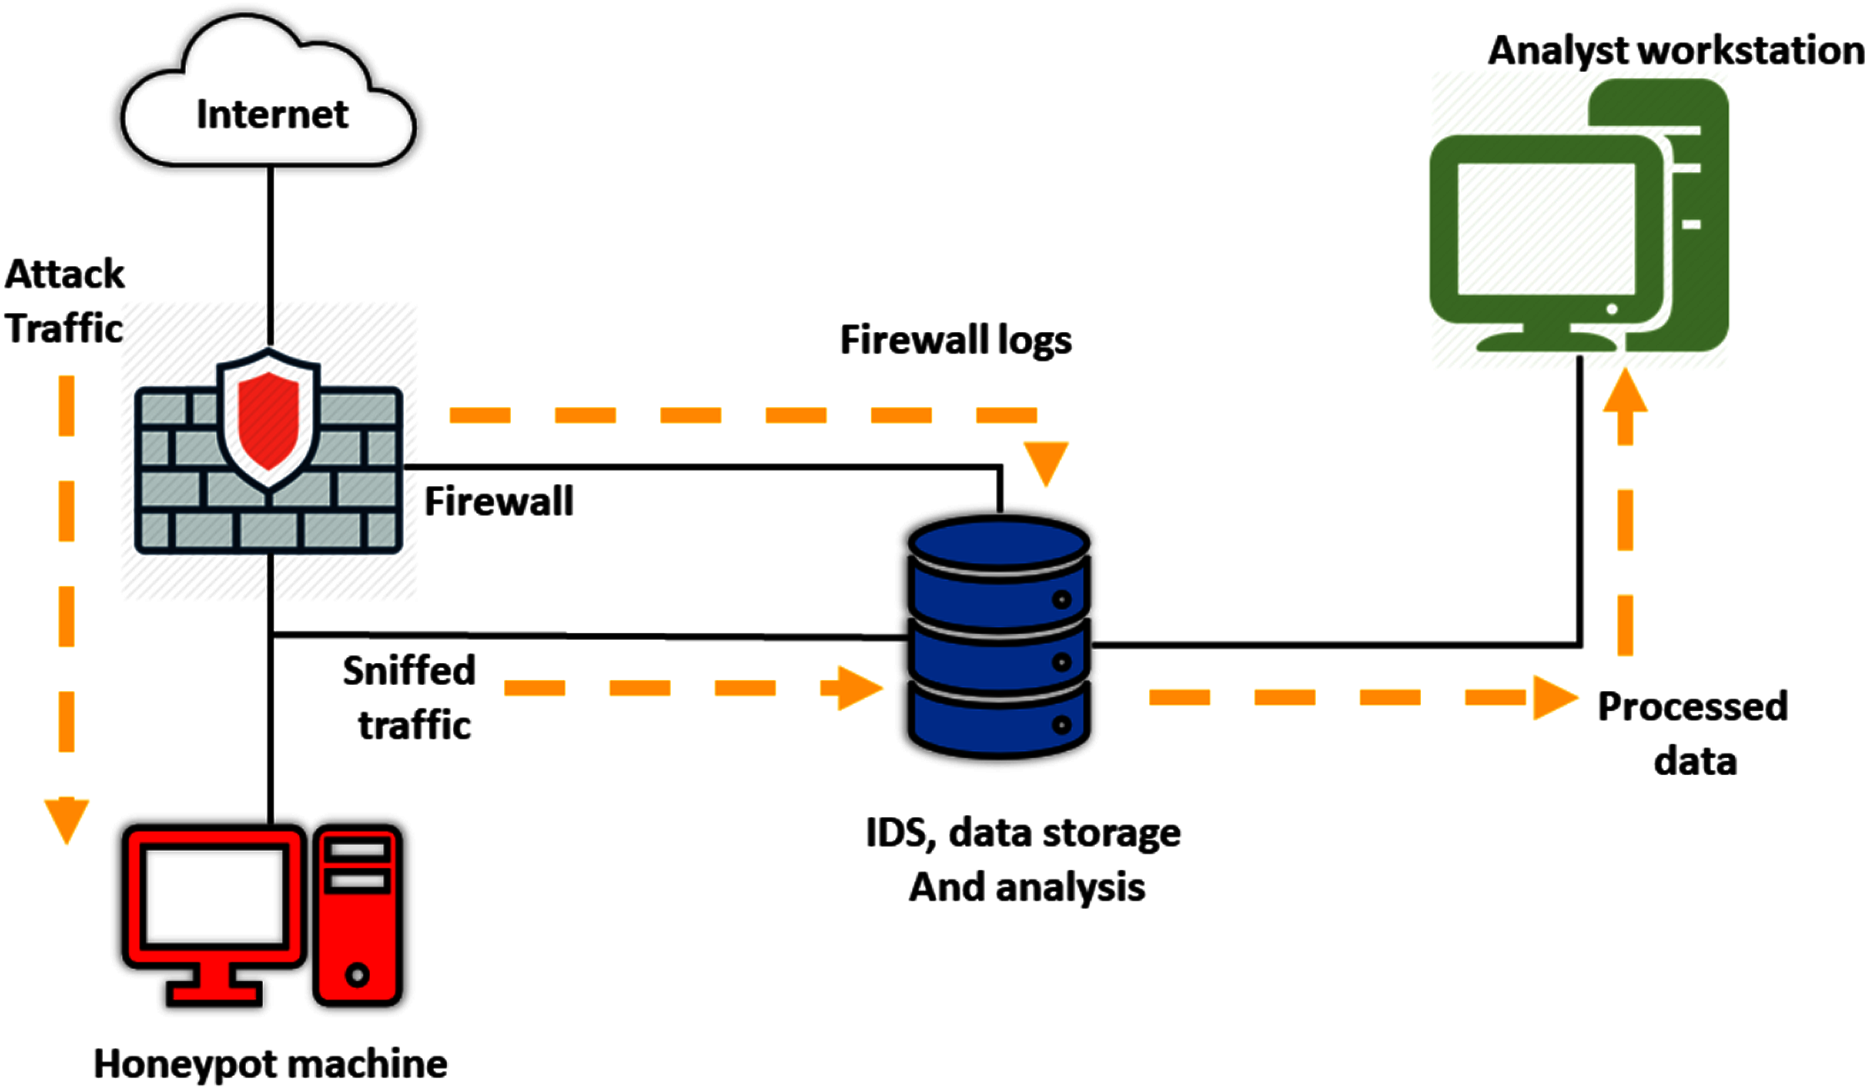 Analyst workstation
Internet
Attack
Traffic
Firewall logs
Firewall
Sniffed
traffic
Processed
data
IDS, data storage
And analysis
Honeypot machine